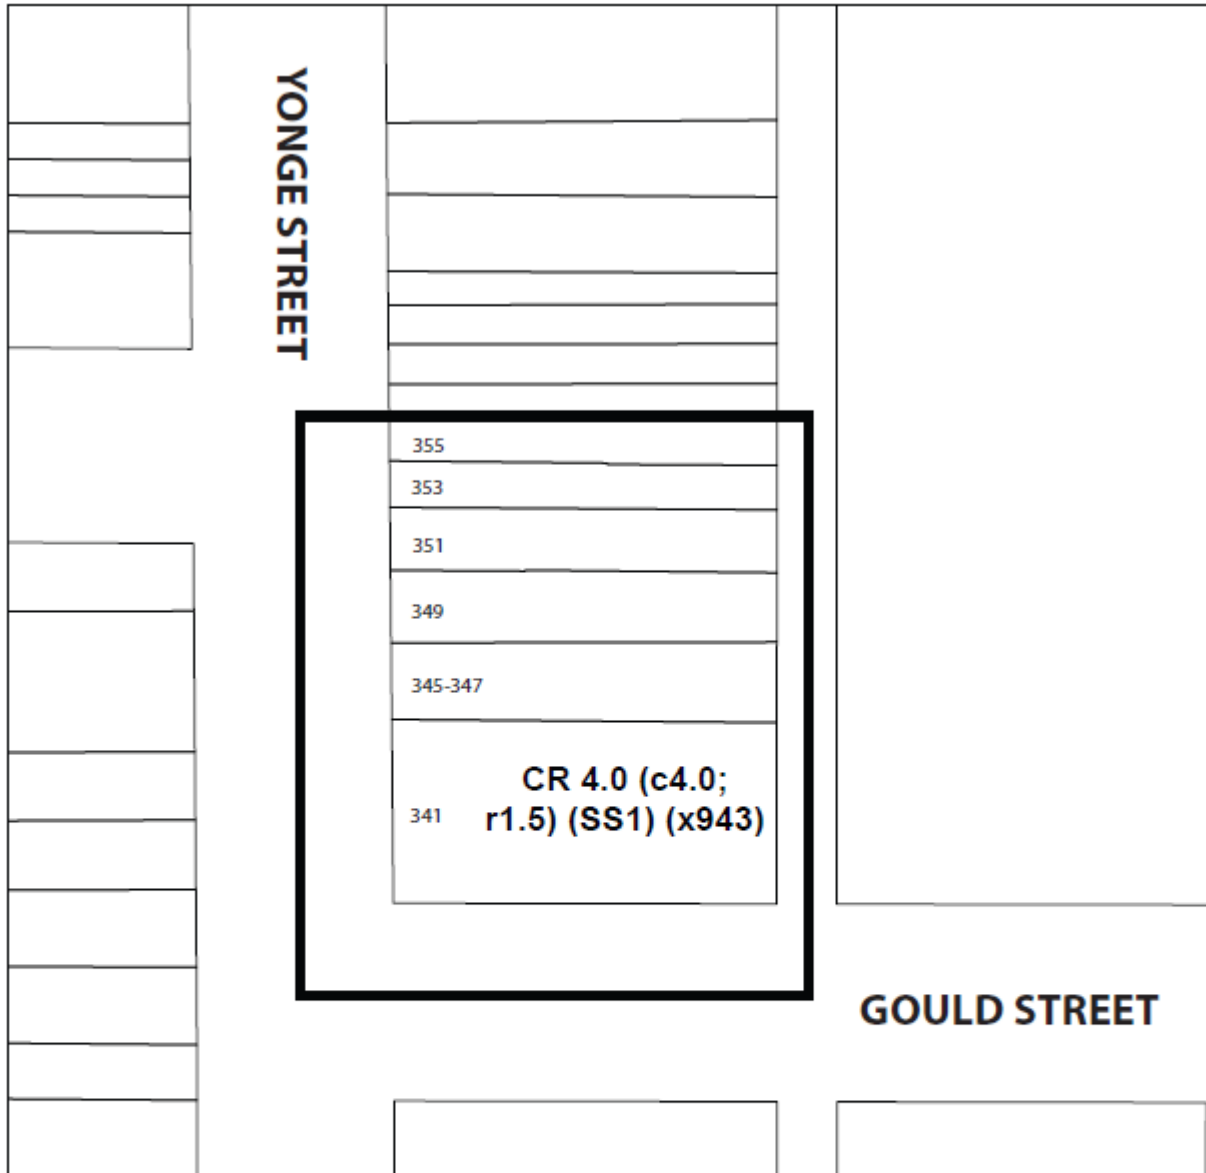 YONGE STREET
355
353
351
349
345-347
CR 4.0 (c4.0;
341
r1.5) (SS1) (x943)
GOULD STREET